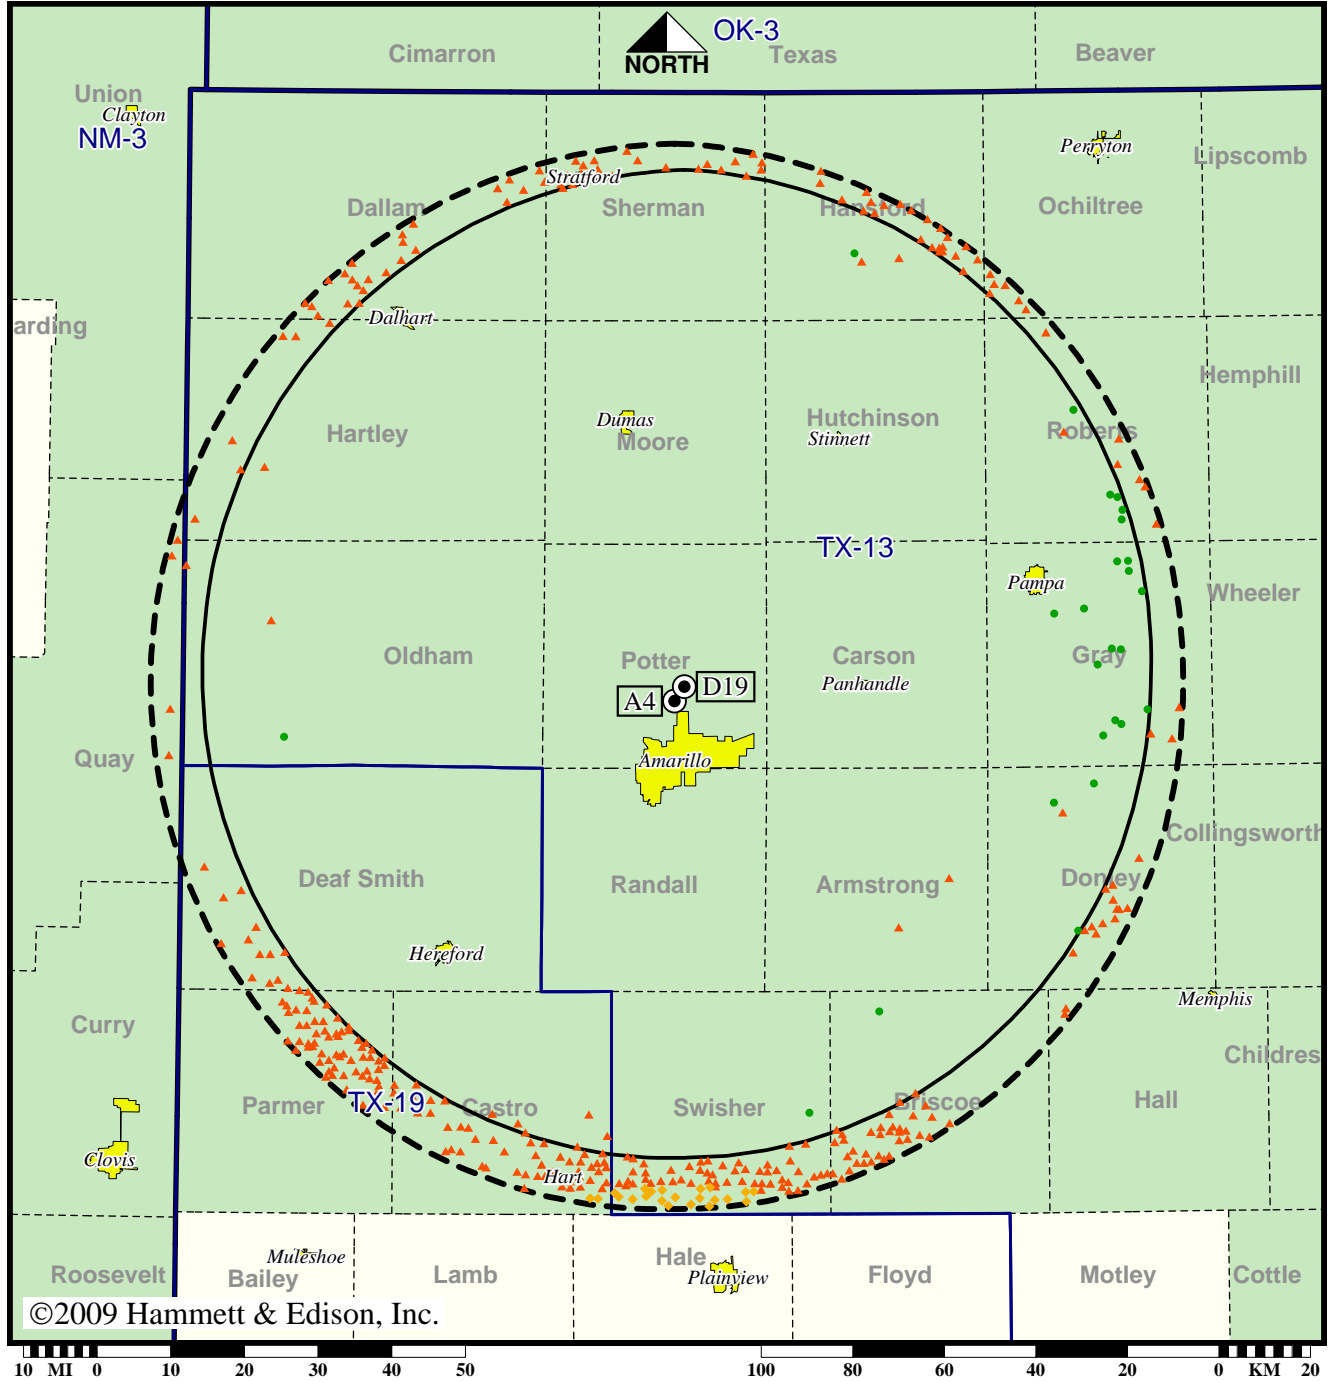 OK-3
Cimarron
Texas
Beaver
NORTH
Union
Clayton
NM-3
Perryton
Lipscomb
Stratford
Dallam
Sherman
Hansford
Ochiltree
arding
Dalhart
Hemphill
Dumas
Hutchinson
Hartley
Moore
Stinnett
Roberts
TX-13
Pampa
Wheeler
Oldham
Potter
Carson
Gray
A4
D19
Panhandle
Quay
Amarillo
Collingsworth
Deaf Smith
Randall
Armstrong
Donley
Hereford
Memphis
Curry
Childres
Parmer
TX-19
Castro
Swisher
Briscoe
Hall
Clovis
Hart
Muleshoe
Hale
Plainview
Roosevelt
Bailey
Lamb
Floyd
Motley
Cottle
©2009 Hammett & Edison, Inc.
10 MI 0 10 20 30 40 50
100 80 60 40 20 0 KM 20